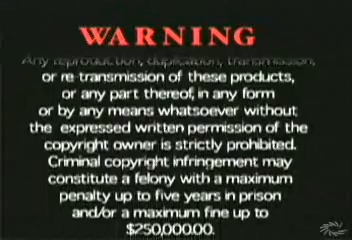 WARNING
Any reproduction, duplication, transmission,
or re-transmission of these products,
or any part thereof, in any form
or by any means whatsoever without
the expressed written permission of the
copyright owner is strictly prohibited.
Criminal copyright infringement may
constitute a felony with a maximum
penalty up to five years in prison
and/or a maximum fine up to
$250,000.00.